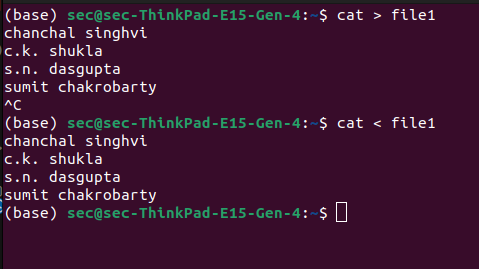 (base) sec@sec-ThinkPad-E15-Gen-4:~$ cat > file1
chanchal singhvi
c.k. shukla
s.n. dasgupta
sumit chakrobarty
^C
(base) sec@sec-ThinkPad-E15-Gen-4:~$ cat < file1
chanchal singhvi
c.k. shukla
s.n. dasgupta
sumit chakrobarty
(base) sec@sec-ThinkPad-E15-Gen-4:~$